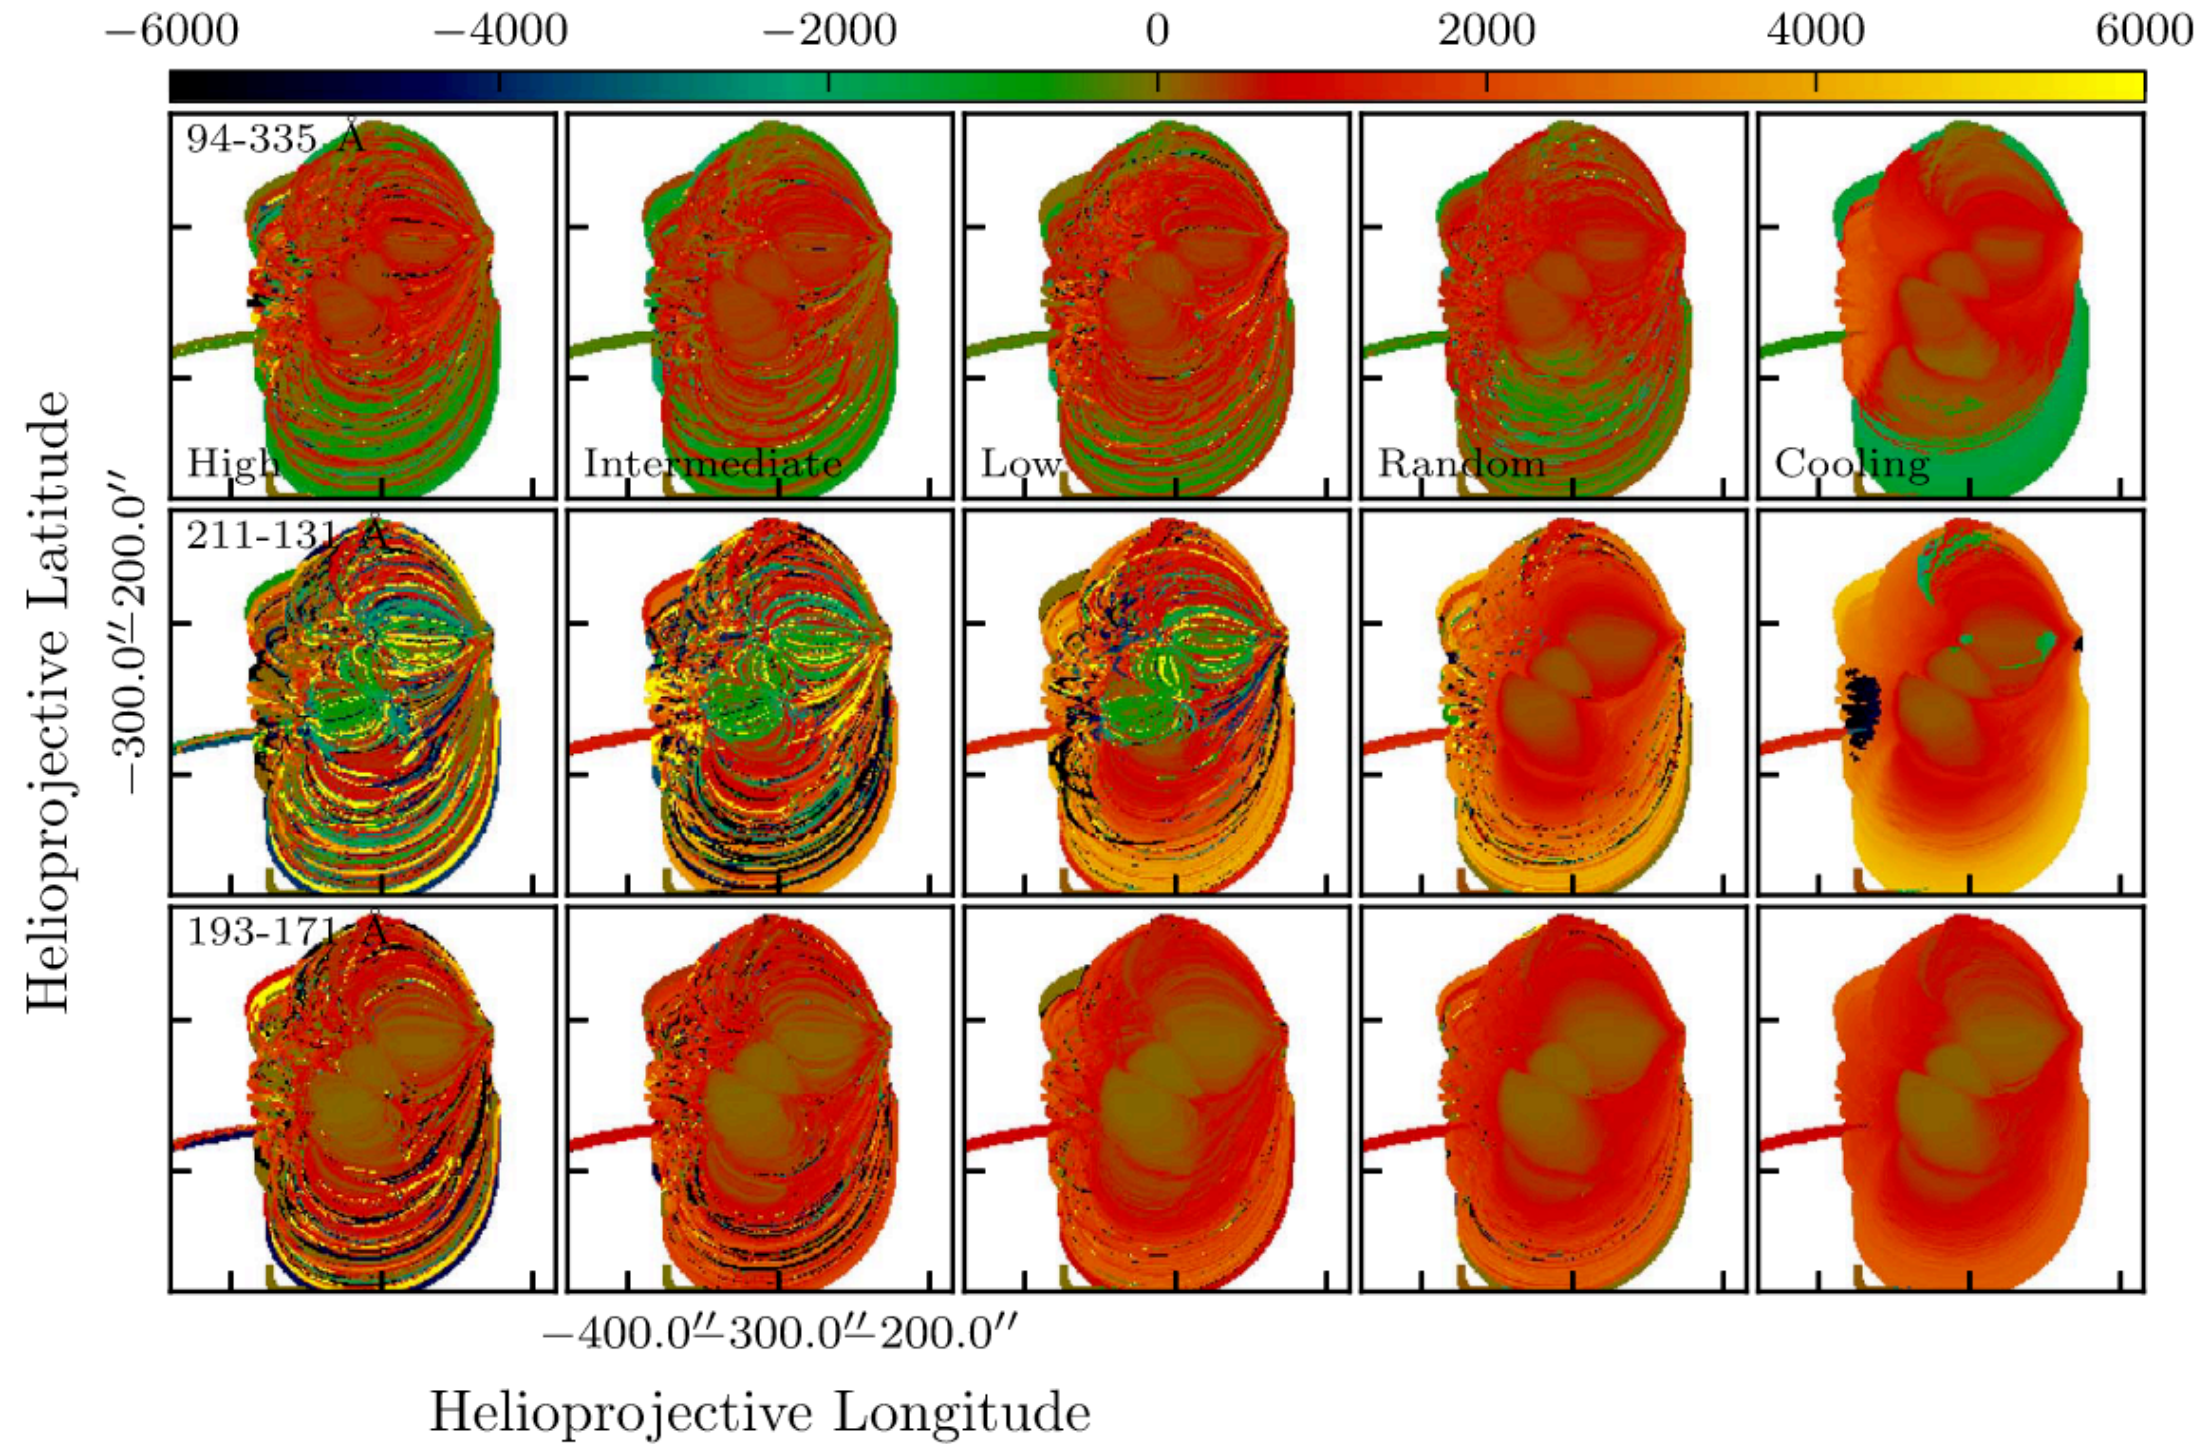 −6000 −4000 −2000 0 2000 4000 6000
94-335 Å
High Intermediate Low Random Cooling
211-131 Å
193-171 Å
Helioprojective Latitude
−300.0″ −200.0″
−400.0″ −300.0″ −200.0″
Helioprojective Longitude